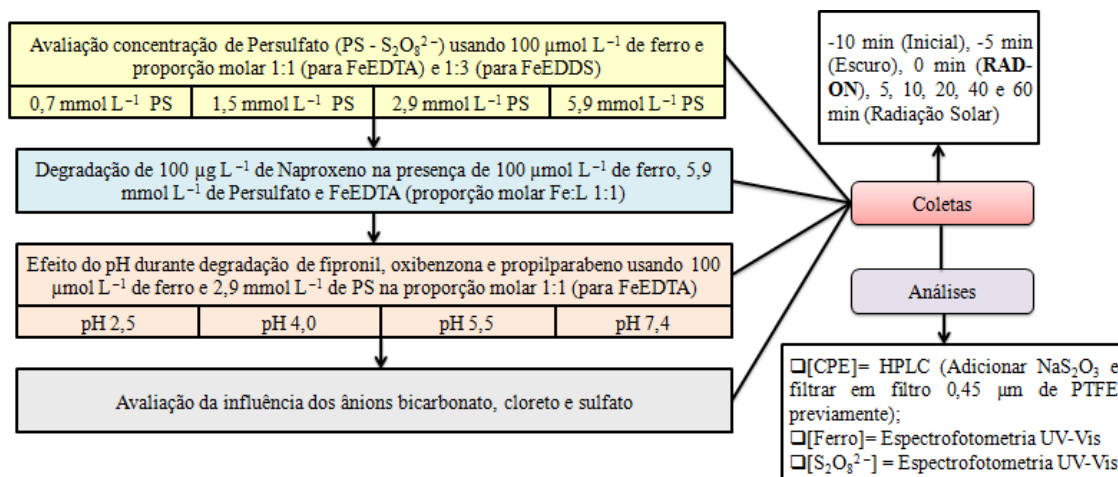 Avaliação concentração de Persulfato (PS - S₂O₈²⁻) usando 100 µmol L⁻¹ de ferro e
proporção molar 1:1 (para FeEDTA) e 1:3 (para FeEDDS)
0,7 mmol L⁻¹ PS
1,5 mmol L⁻¹ PS
2,9 mmol L⁻¹ PS
5,9 mmol L⁻¹ PS
Degradação de 100 µg L⁻¹ de Naproxeno na presença de 100 µmol L⁻¹ de ferro, 5,9
mmol L⁻¹ de Persulfato e FeEDTA (proporção molar Fe:L 1:1)
Efeito do pH durante degradação de fipronil, oxibenzona e propilparabeno usando 100
µmol L⁻¹ de ferro e 2,9 mmol L⁻¹ de PS na proporção molar 1:1 (para FeEDTA)
pH 2,5
pH 4,0
pH 5,5
pH 7,4
Avaliação da influência dos ânions bicarbonato, cloreto e sulfato
-10 min (Inicial), -5 min
(Escuro), 0 min (RAD-
ON), 5, 10, 20, 40 e 60
min (Radiação Solar)
Coletas
Análises
❑[CPE]= HPLC (Adicionar NaS₂O₃ e
filtrar em filtro 0,45 µm de PTFE
previamente);
❑[Ferro]= Espectrofotometria UV-Vis
❑[S₂O₈²⁻] = Espectrofotometria UV-Vis